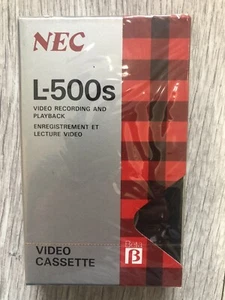 NEC
L-500s
VIDEO RECORDING AND
PLAYBACK
ENREGISTREMENT ET
LECTURE VIDEO
VIDEO
CASSETTE
Beta
β